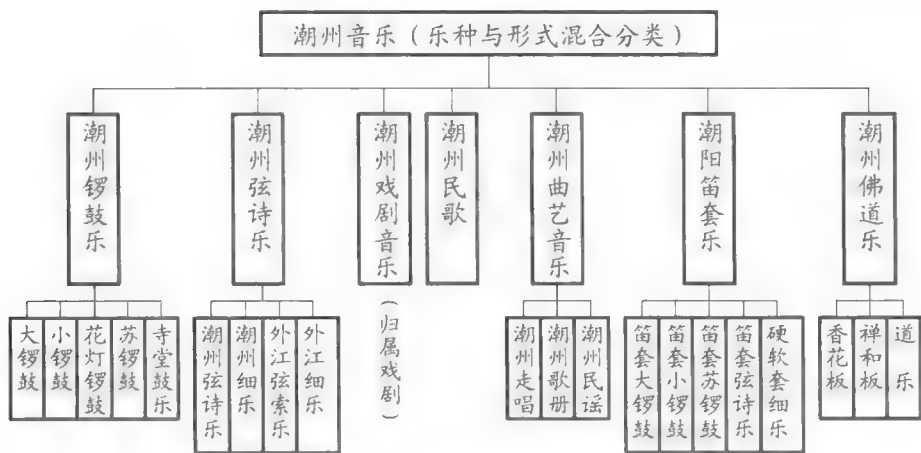 潮州音乐（乐种与形式混合分类）
潮州锣鼓乐
潮州弦诗乐
潮州戏剧音乐
潮州民歌
潮州曲艺音乐
潮阳笛套乐
潮州佛道乐
大锣鼓
小锣鼓
花灯锣鼓
苏锣鼓
寺堂鼓乐
潮州弦诗乐
潮州细乐
外江弦索乐
外江细乐
（归属戏剧）
潮州走唱
潮州歌册
潮州民谣
笛套大锣鼓
笛套小锣鼓
笛套苏锣鼓
笛套弦诗乐
硬软套细乐
香花板
禅和板
道乐